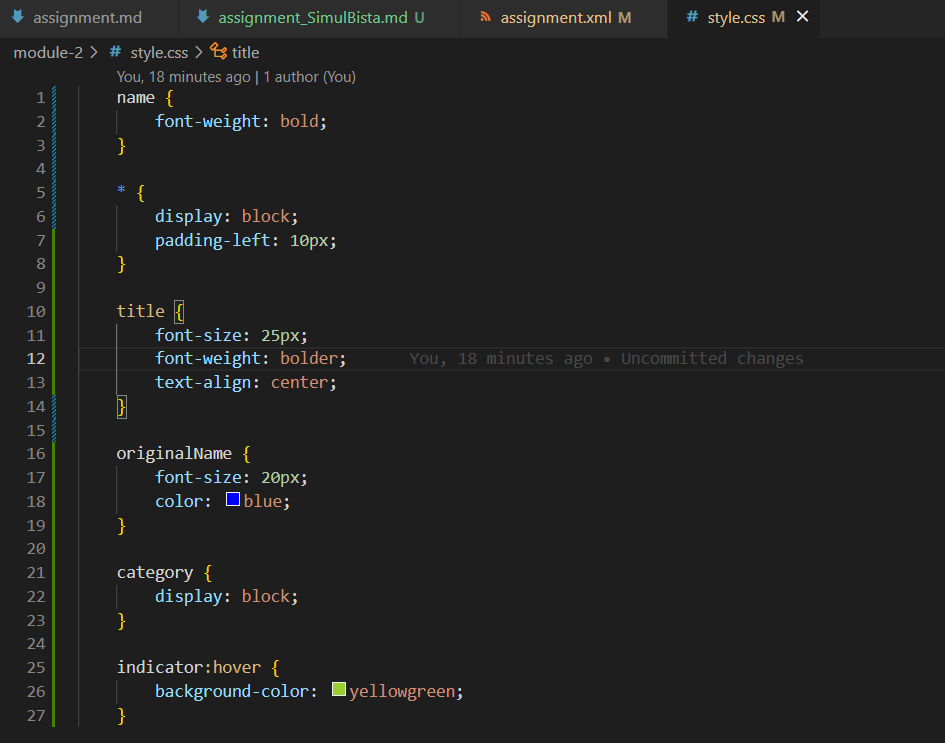 assignment.md assignment_SimulBista.md U assignment.xml M # style.css M
module-2 > # style.css > title
You, 18 minutes ago | 1 author (You)
1 name {
2 font-weight: bold;
3 }
4
5 * {
6 display: block;
7 padding-left: 10px;
8 }
9
10 title {
11 font-size: 25px;
12 font-weight: bolder; You, 18 minutes ago • Uncommitted changes
13 text-align: center;
14 }
15
16 originalName {
17 font-size: 20px;
18 color: blue;
19 }
20
21 category {
22 display: block;
23 }
24
25 indicator:hover {
26 background-color: yellowgreen;
27 }